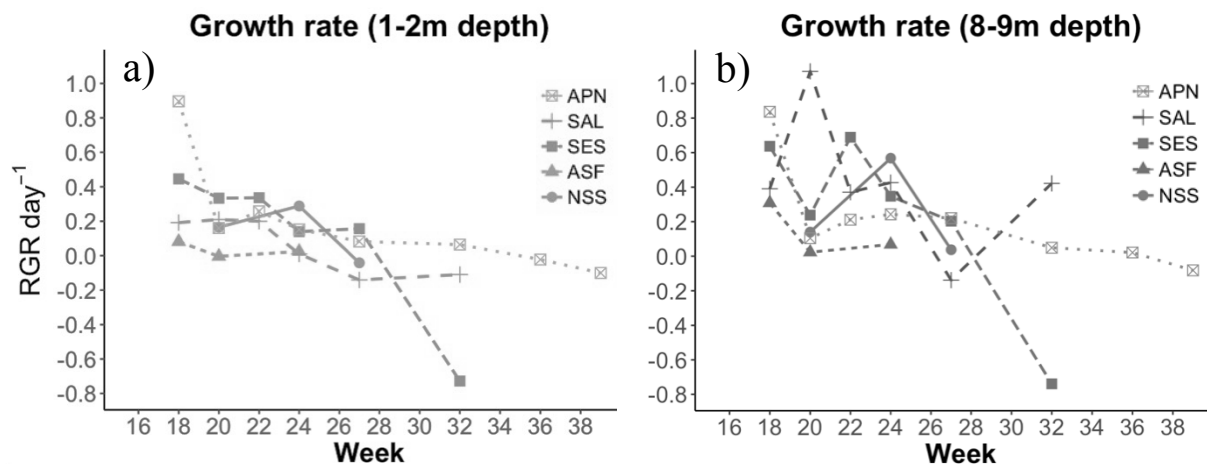 Growth rate (1-2m depth)
a)
1.0
0.8
0.6
0.4
0.2
0.0
-0.2
-0.4
-0.6
-0.8
RGR day⁻¹
APN
SAL
SES
ASF
NSS
16 18 20 22 24 26 28 30 32 34 36 38
Week
Growth rate (8-9m depth)
b)
1.0
0.8
0.6
0.4
0.2
0.0
-0.2
-0.4
-0.6
-0.8
APN
SAL
SES
ASF
NSS
16 18 20 22 24 26 28 30 32 34 36 38
Week